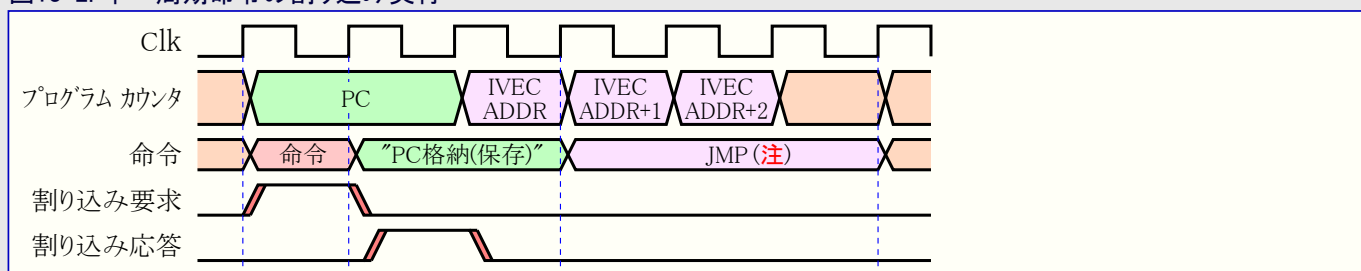 Clk
プログラム カウンタ
PC
IVEC
ADDR
IVEC
ADDR+1
IVEC
ADDR+2
命令
命令
"PC格納(保存)"
JMP (注)
割り込み要求
割り込み応答